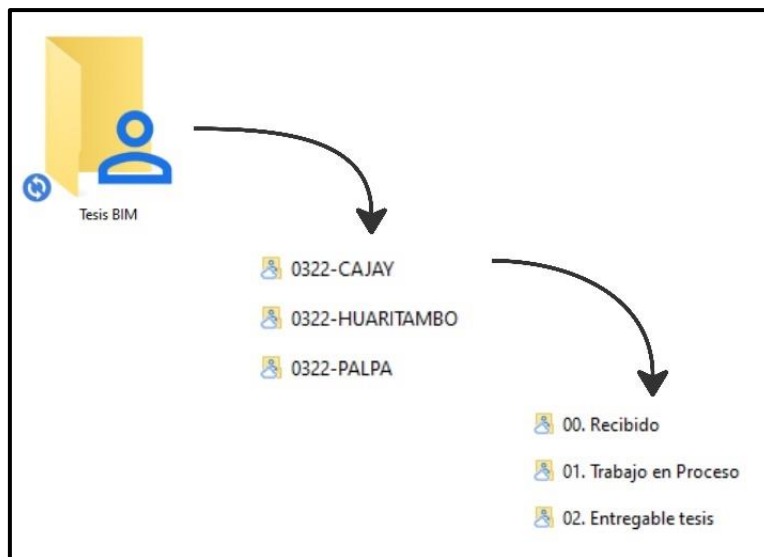 Tesis BIM
0322-CAJAY
0322-HUARITAMBO
0322-PALPA
00. Recibido
01. Trabajo en Proceso
02. Entregable tesis